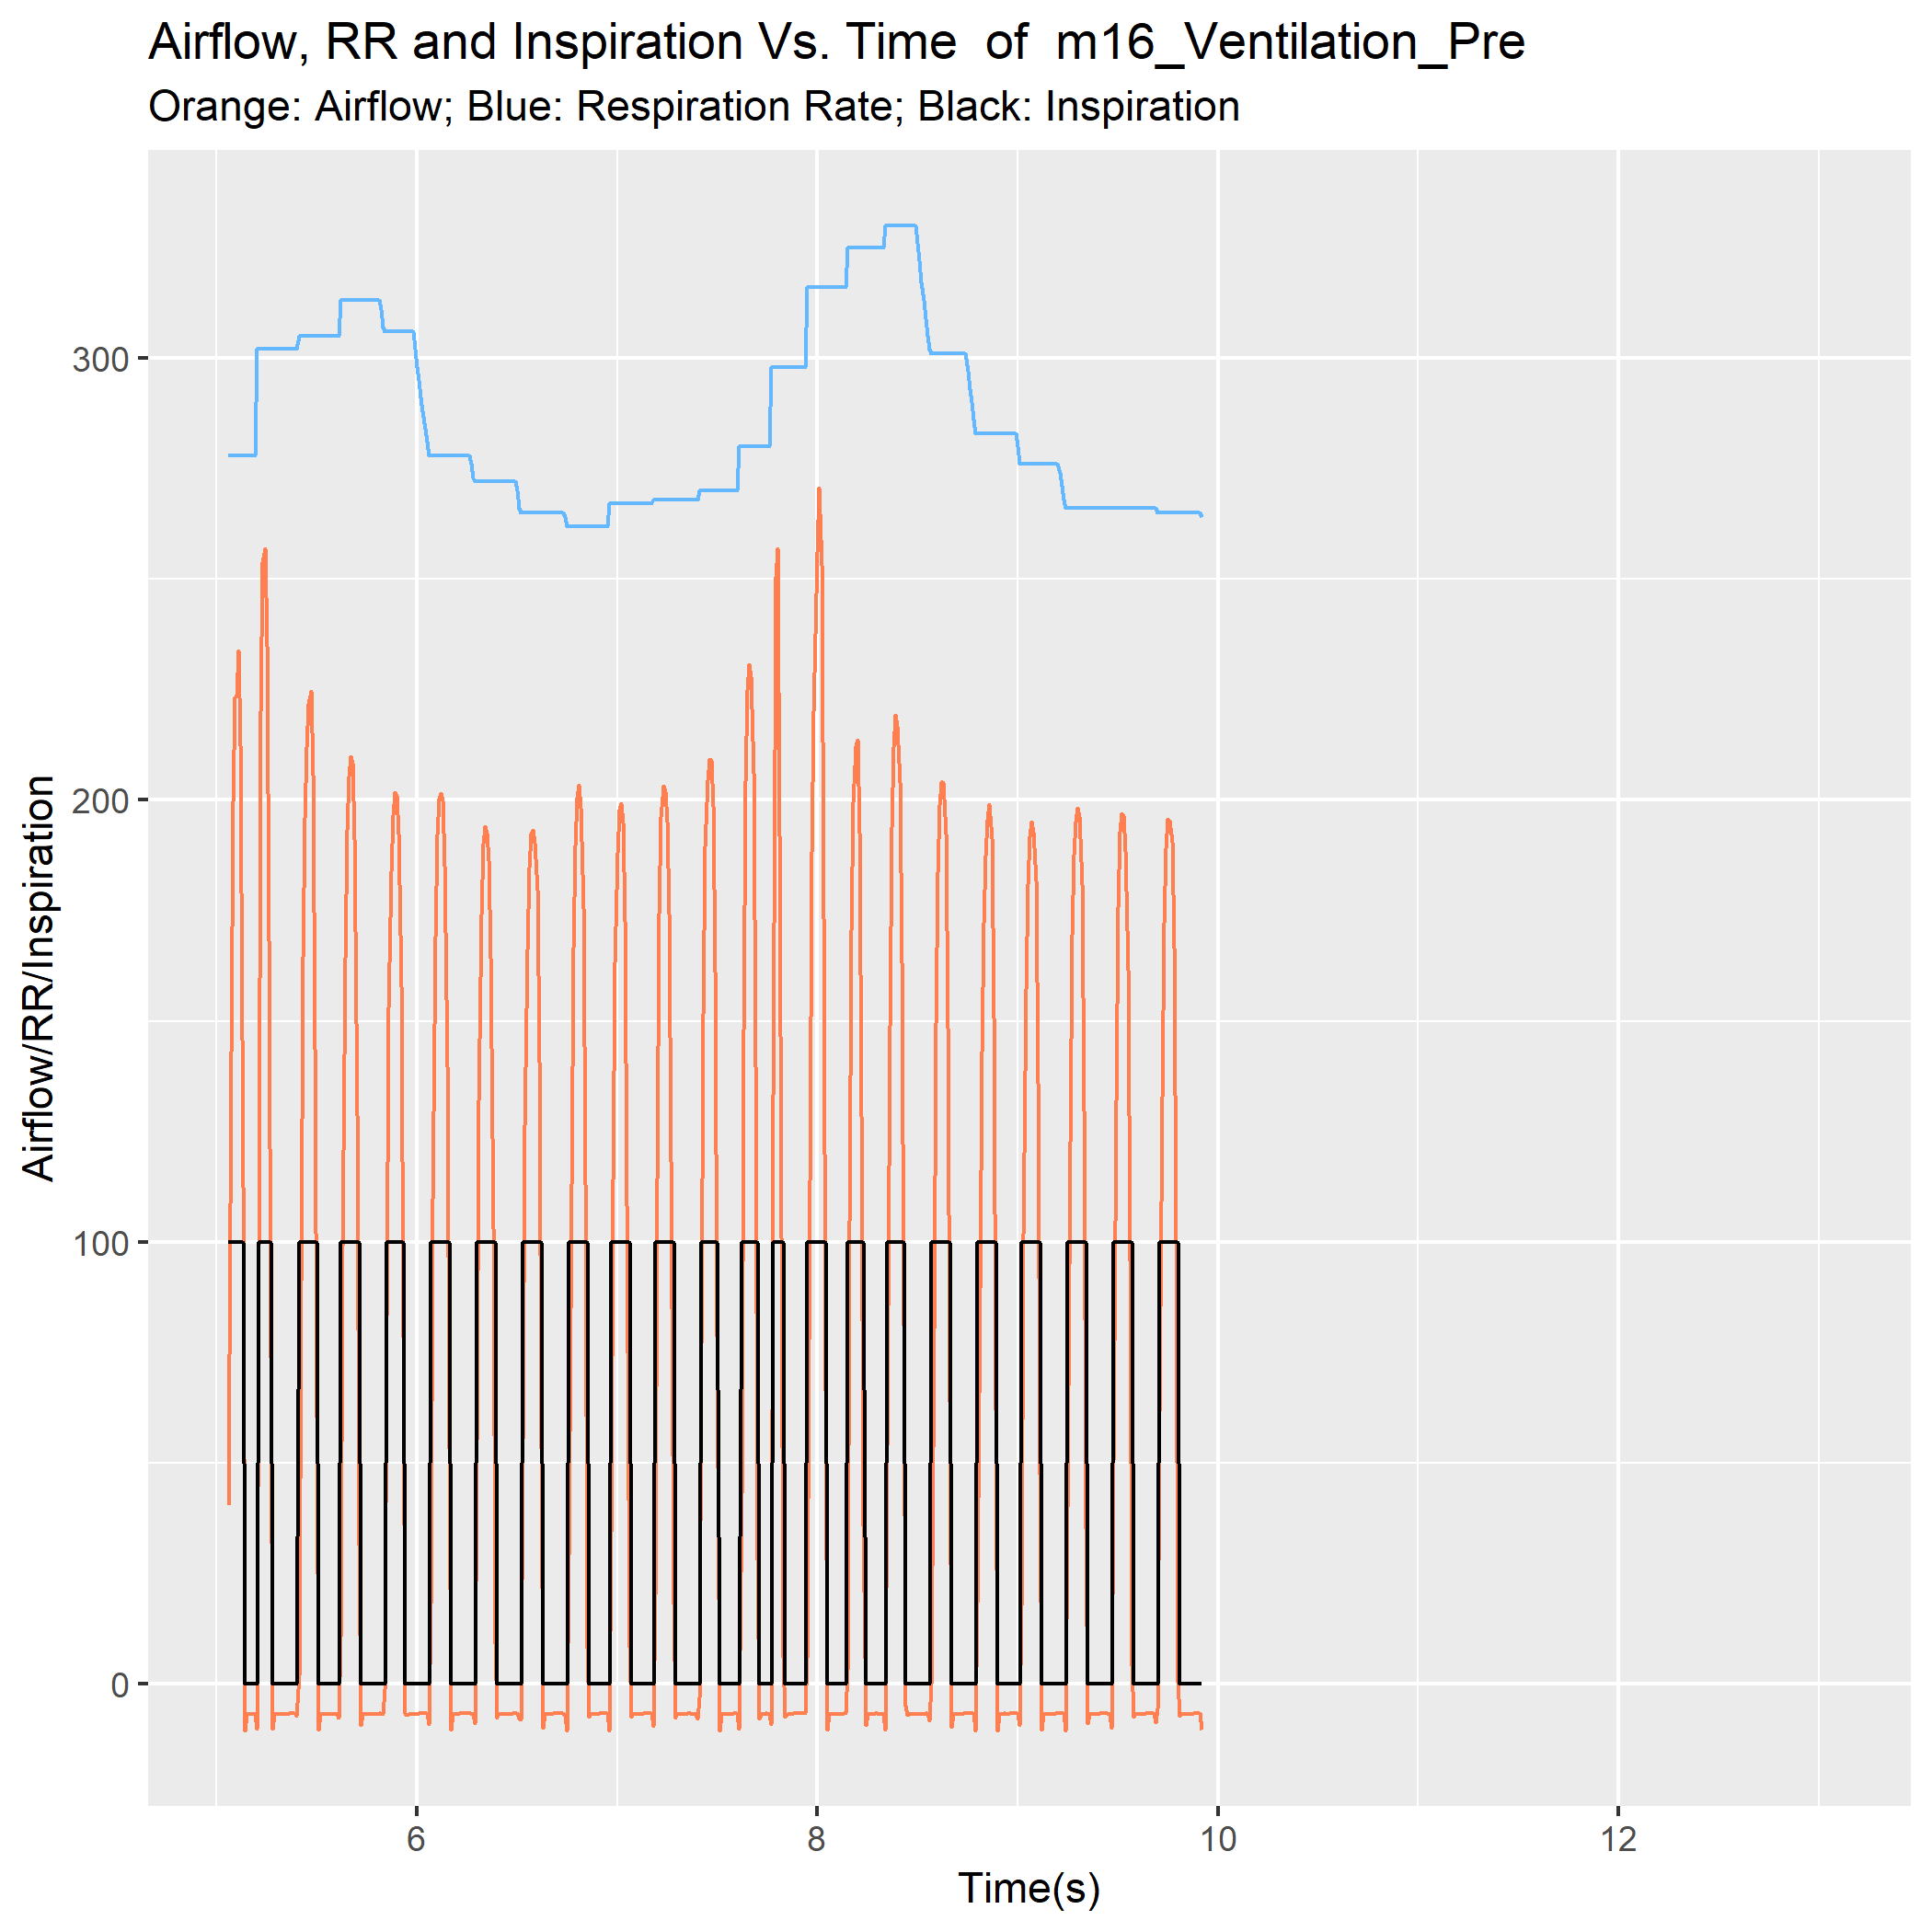 Airflow, RR and Inspiration Vs. Time  of  m16_Ventilation_Pre
Orange: Airflow; Blue: Respiration Rate; Black: Inspiration
Airflow/RR/Inspiration
300
200
100
0
6 8 10 12
Time(s)